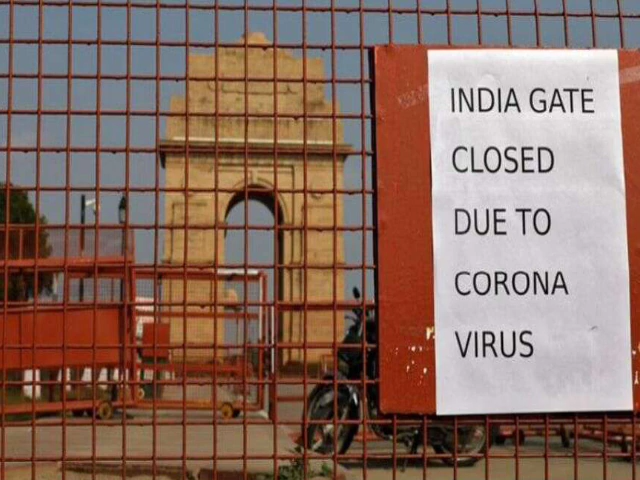 INDIA GATE
CLOSED
DUE TO
CORONA
VIRUS